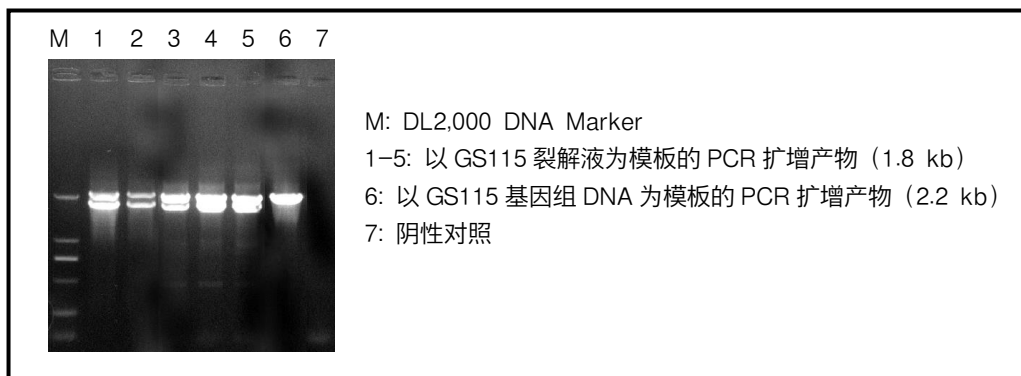 M 1 2 3 4 5 6 7
M: DL2,000 DNA Marker
1-5: 以 GS115 裂解液为模板的 PCR 扩增产物（1.8 kb）
6: 以 GS115 基因组 DNA 为模板的 PCR 扩增产物（2.2 kb）
7: 阴性对照